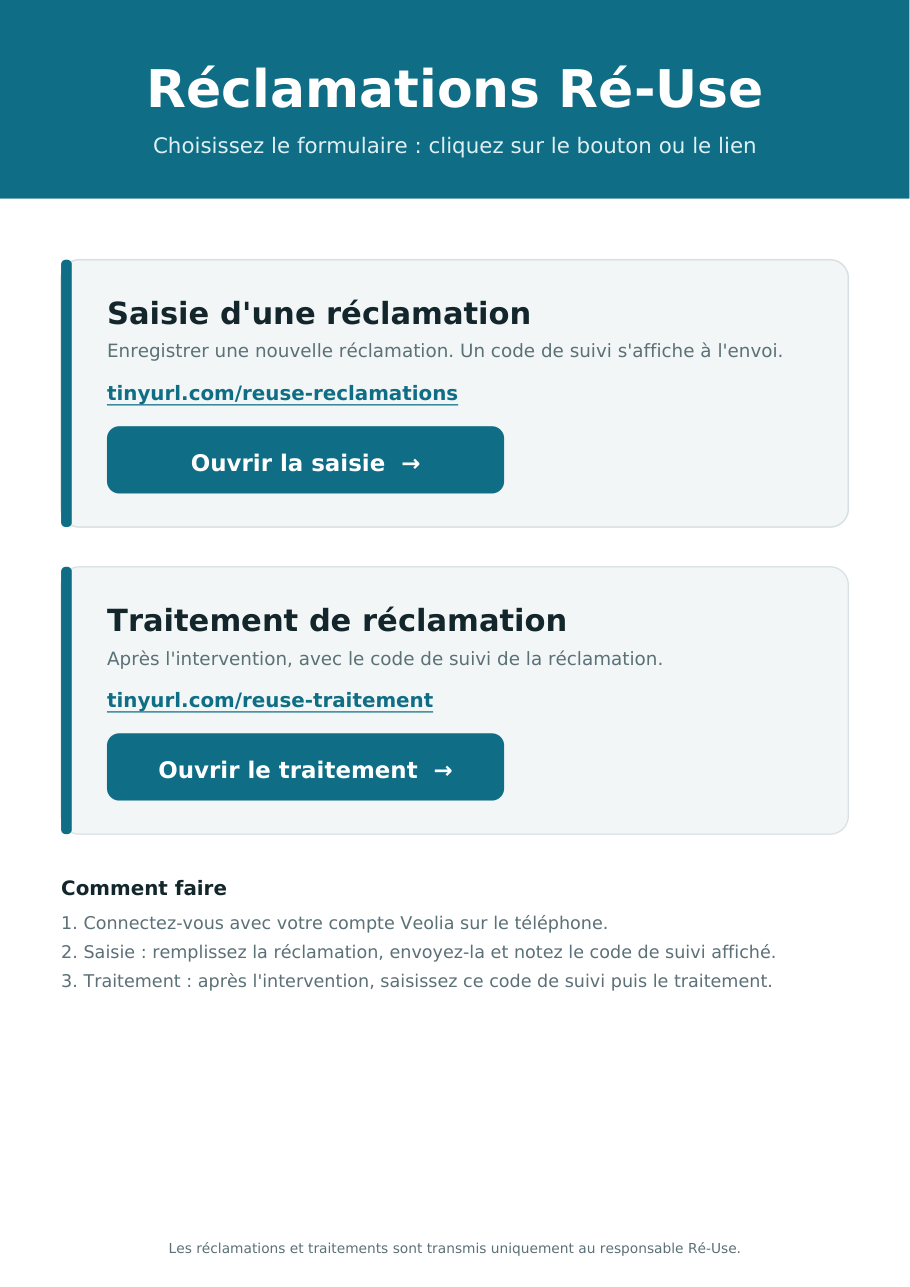 Réclamations Ré-Use
Choisissez le formulaire : cliquez sur le bouton ou le lien
Saisie d'une réclamation
Enregistrer une nouvelle réclamation. Un code de suivi s'affiche à l'envoi.
tinyurl.com/reuse-reclamations
Ouvrir la saisie →
Traitement de réclamation
Après l'intervention, avec le code de suivi de la réclamation.
tinyurl.com/reuse-traitement
Ouvrir le traitement →
Comment faire
1. Connectez-vous avec votre compte Veolia sur le téléphone.
2. Saisie : remplissez la réclamation, envoyez-la et notez le code de suivi affiché.
3. Traitement : après l'intervention, saisissez ce code de suivi puis le traitement.
Les réclamations et traitements sont transmis uniquement au responsable Ré-Use.